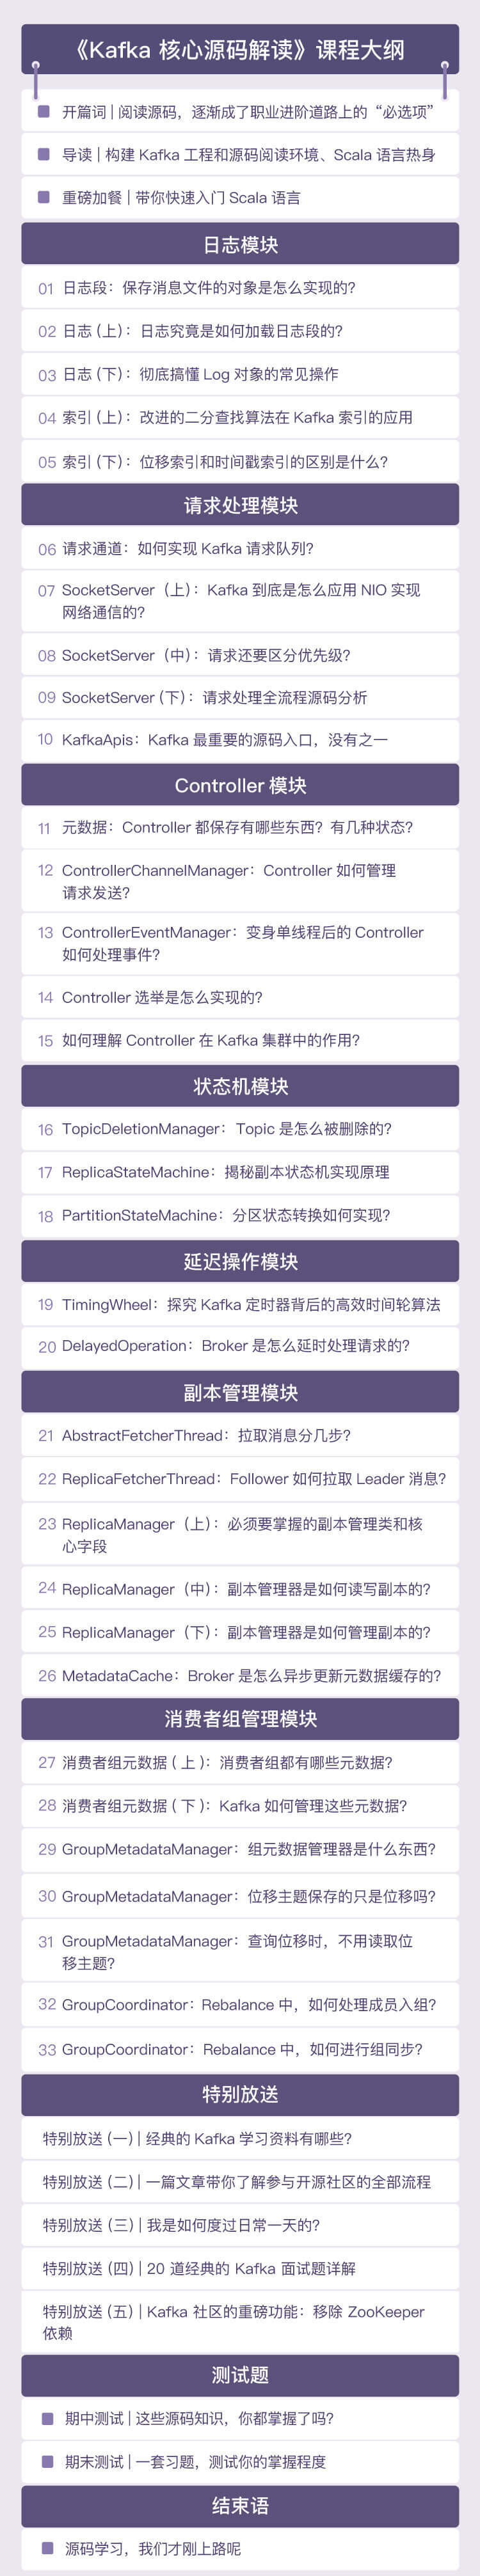 《Kafka 核心源码解读》课程大纲
开篇词 | 阅读源码，逐渐成了职业进阶道路上的“必选项”
导读 | 构建 Kafka 工程和源码阅读环境、Scala 语言热身
重磅加餐 | 带你快速入门 Scala 语言
日志模块
01 日志段：保存消息文件的对象是怎么实现的?
02 日志 (上)：日志究竟是如何加载日志段的?
03 日志 (下)：彻底搞懂 Log 对象的常见操作
04 索引 (上)：改进的二分查找算法在 Kafka 索引的应用
05 索引 (下)：位移索引和时间戳索引的区别是什么?
请求处理模块
06 请求通道：如何实现 Kafka 请求队列?
07 SocketServer（上）：Kafka 到底是怎么应用 NIO 实现
网络通信的?
08 SocketServer（中）：请求还要区分优先级?
09 SocketServer (下)：请求处理全流程源码分析
10 KafkaApis：Kafka 最重要的源码入口，没有之一
Controller 模块
11 元数据：Controller 都保存有哪些东西？有几种状态?
12 ControllerChannelManager：Controller 如何管理
请求发送?
13 ControllerEventManager：变身单线程后的 Controller
如何处理事件?
14 Controller 选举是怎么实现的?
15 如何理解 Controller 在 Kafka 集群中的作用?
状态机模块
16 TopicDeletionManager：Topic 是怎么被删除的?
17 ReplicaStateMachine：揭秘副本状态机实现原理
18 PartitionStateMachine：分区状态转换如何实现?
延迟操作模块
19 TimingWheel：探究 Kafka 定时器背后的高效时间轮算法
20 DelayedOperation：Broker 是怎么延时处理请求的?
副本管理模块
21 AbstractFetcherThread：拉取消息分几步?
22 ReplicaFetcherThread：Follower 如何拉取 Leader 消息?
23 ReplicaManager（上）：必须要掌握的副本管理类和核
心字段
24 ReplicaManager（中）：副本管理器是如何读写副本的?
25 ReplicaManager（下）：副本管理器是如何管理副本的?
26 MetadataCache：Broker 是怎么异步更新元数据缓存的?
消费者组管理模块
27 消费者组元数据 ( 上 )：消费者组都有哪些元数据?
28 消费者组元数据 ( 下 )：Kafka 如何管理这些元数据?
29 GroupMetadataManager：组元数据管理器是什么东西?
30 GroupMetadataManager：位移主题保存的只是位移吗?
31 GroupMetadataManager：查询位移时，不用读取位
移主题?
32 GroupCoordinator：Rebalance 中，如何处理成员入组?
33 GroupCoordinator：Rebalance 中，如何进行组同步?
特别放送
特别放送 (一) | 经典的 Kafka 学习资料有哪些?
特别放送 (二) | 一篇文章带你了解参与开源社区的全部流程
特别放送 (三) | 我是如何度过日常一天的?
特别放送 (四) | 20 道经典的 Kafka 面试题详解
特别放送 (五) | Kafka 社区的重磅功能：移除 ZooKeeper
依赖
测试题
期中测试 | 这些源码知识，你都掌握了吗?
期末测试 | 一套习题，测试你的掌握程度
结束语
源码学习，我们才刚上路呢